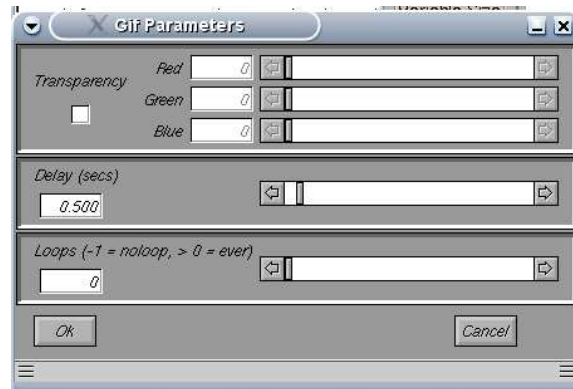 Gif Parameters
Transparency
Red 0
Green 0
Blue 0
Delay (secs)
0.500
Loops (-1 = noloop, > 0 = ever)
0
Ok Cancel